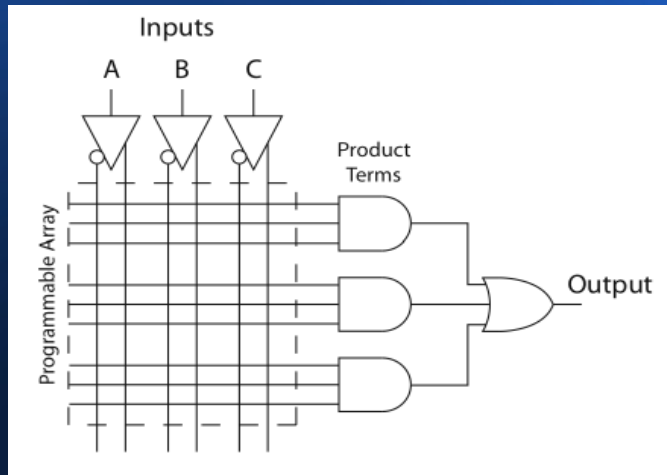 Inputs
A B C
Product
Terms
Programmable Array
Output